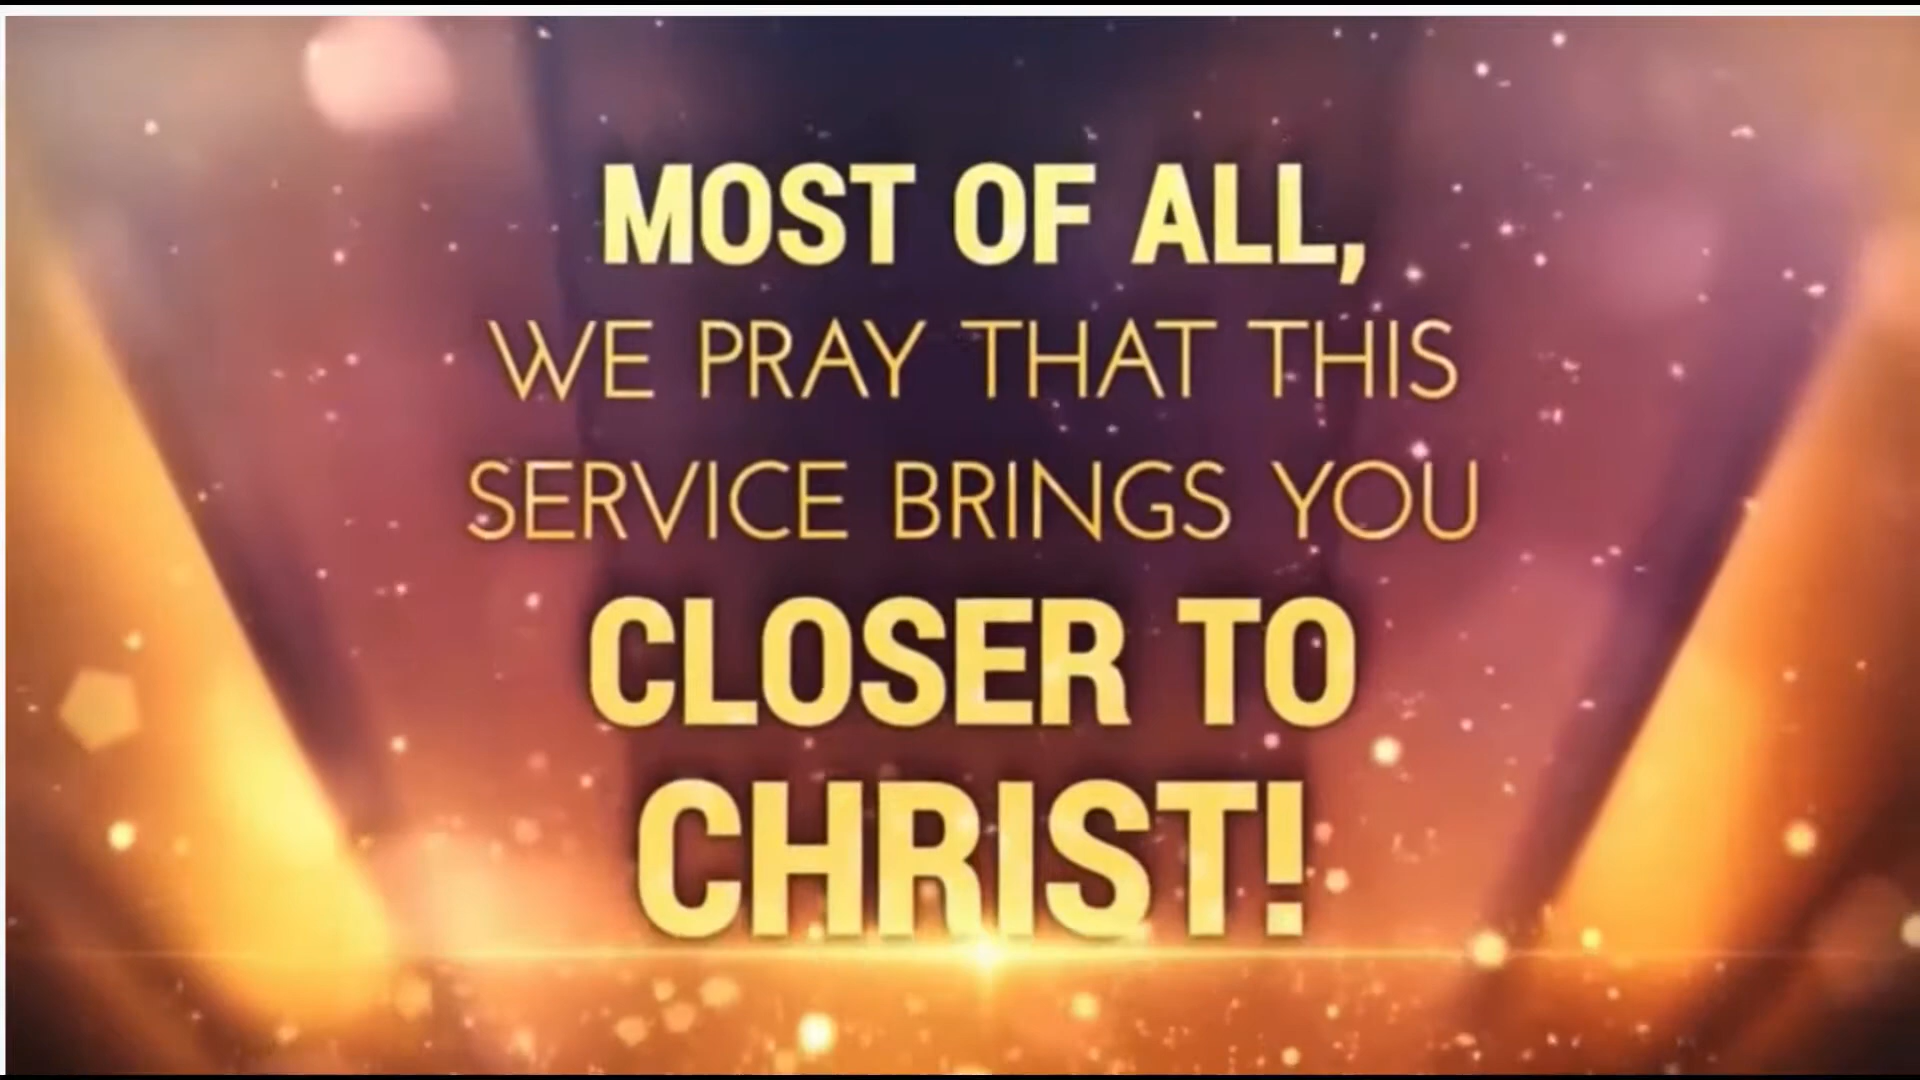 MOST OF ALL,
WE PRAY THAT THIS
SERVICE BRINGS YOU
CLOSER TO
CHRIST!